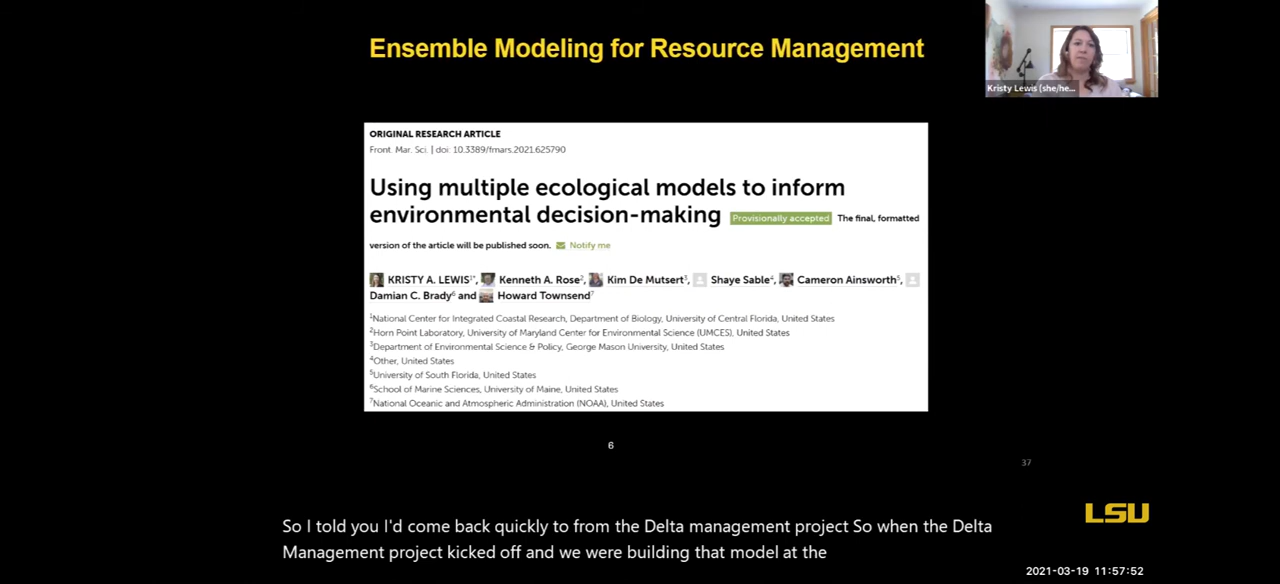 Ensemble Modeling for Resource Management
Kristy Lewis (she/he...
ORIGINAL RESEARCH ARTICLE
Front. Mar. Sci. | doi: 10.3389/fmars.2021.625790
Using multiple ecological models to inform
environmental decision-making Provisionally accepted The final, formatted
version of the article will be published soon. Notify me
KRISTY A. LEWIS1*, Kenneth A. Rose2, Kim De Mutsert3, Shaye Sable4, Cameron Ainsworth5,
Damian C. Brady6 and Howard Townsend7
1National Center for Integrated Coastal Research, Department of Biology, University of Central Florida, United States
2Horn Point Laboratory, University of Maryland Center for Environmental Science (UMCES), United States
3Department of Environmental Science & Policy, George Mason University, United States
4Other, United States
5University of South Florida, United States
6School of Marine Sciences, University of Maine, United States
7National Oceanic and Atmospheric Administration (NOAA), United States
6
37
LSU
So I told you I'd come back quickly to from the Delta management project So when the Delta
Management project kicked off and we were building that model at the
2021-03-19 11:57:52